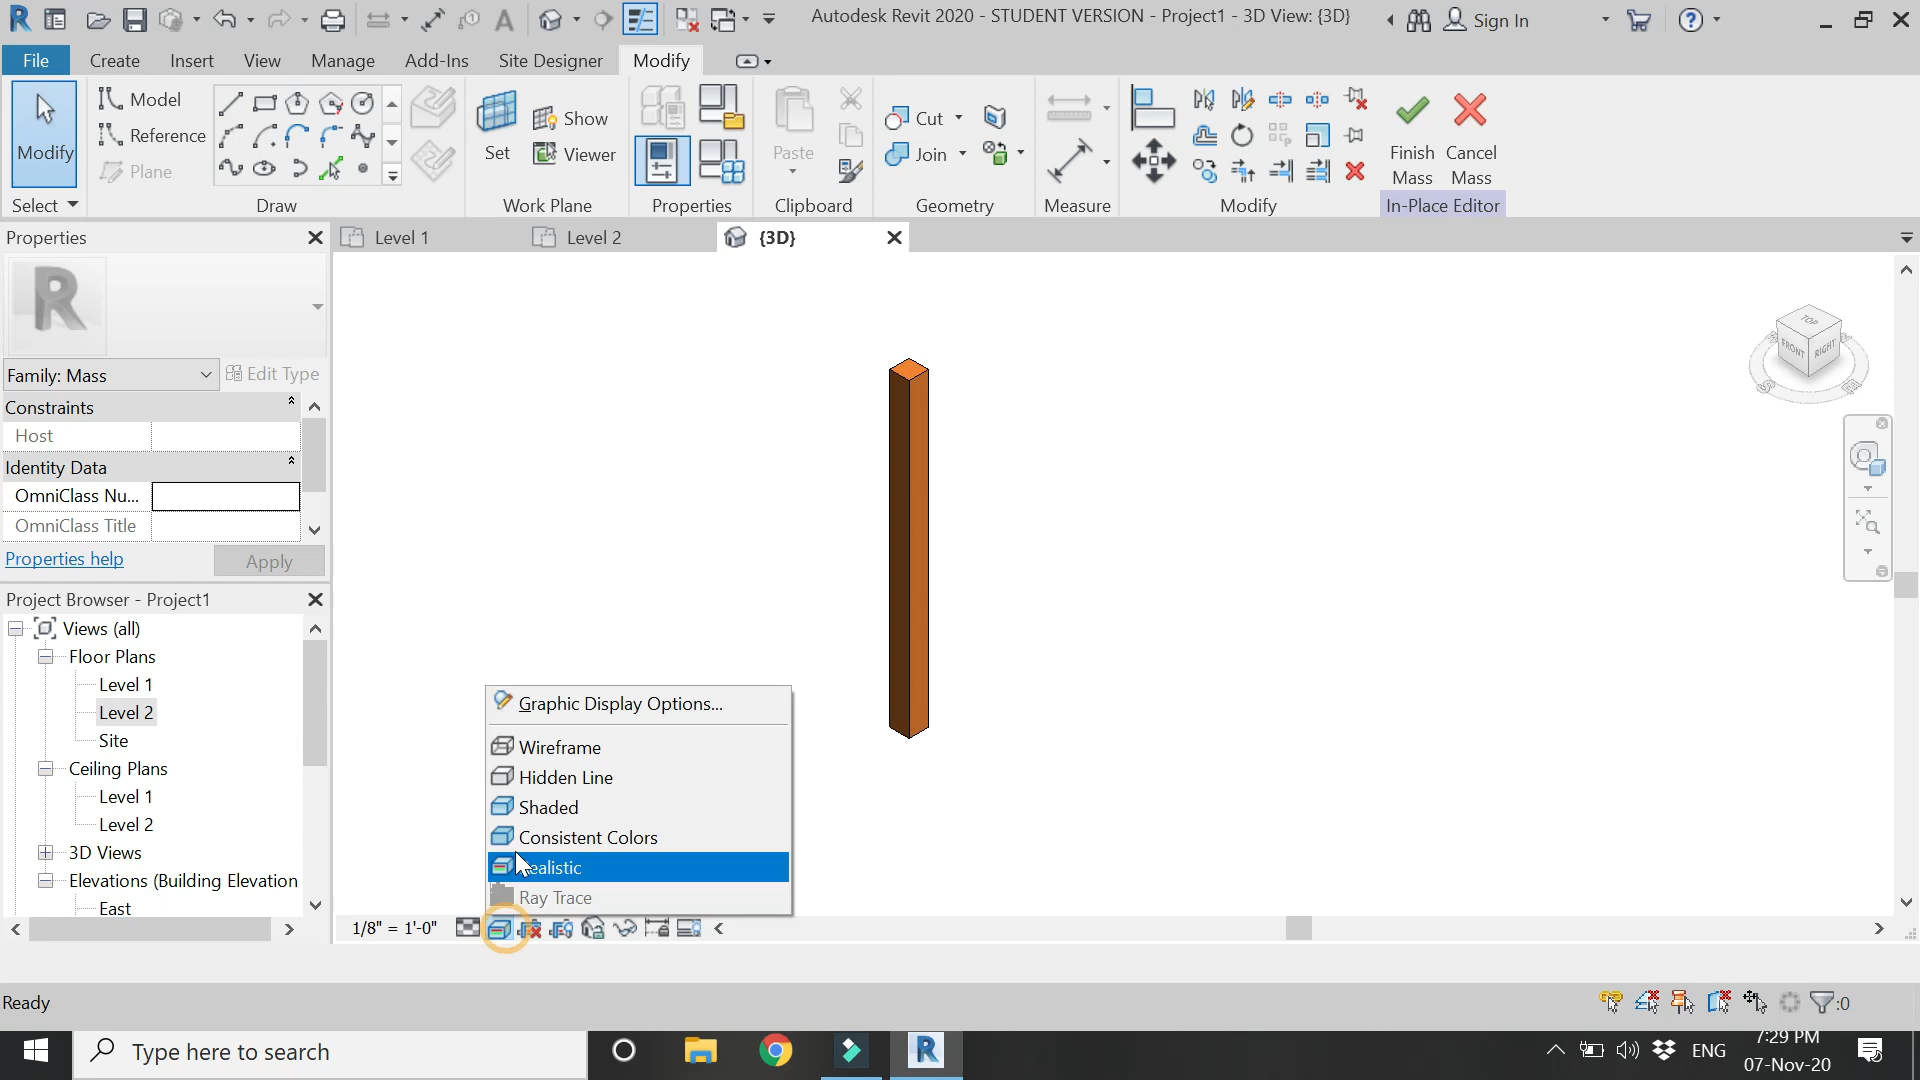 Autodesk Revit 2020 - STUDENT VERSION - Project1 - 3D View: {3D}
Sign In
File Create Insert View Manage Add-Ins Site Designer Modify
Modify
Select
Model
Reference
Plane
Draw
Set
Show
Viewer
Work Plane
Properties
Paste
Clipboard
Cut
Join
Geometry
Measure
Modify
Finish Mass
Cancel Mass
In-Place Editor
Properties
Level 1
Level 2
{3D}
R
Family: Mass
Edit Type
Constraints
Host
Identity Data
OmniClass Nu...
OmniClass Title
Properties help
Apply
TOP
FRONT
RIGHT
S
E
Project Browser - Project1
Views (all)
Floor Plans
Level 1
Level 2
Site
Ceiling Plans
Level 1
Level 2
3D Views
Elevations (Building Elevation
East
Graphic Display Options...
Wireframe
Hidden Line
Shaded
Consistent Colors
ealistic
Ray Trace
1/8" = 1'-0"
Ready
:0
Type here to search
ENG
7:29 PM
07-Nov-20